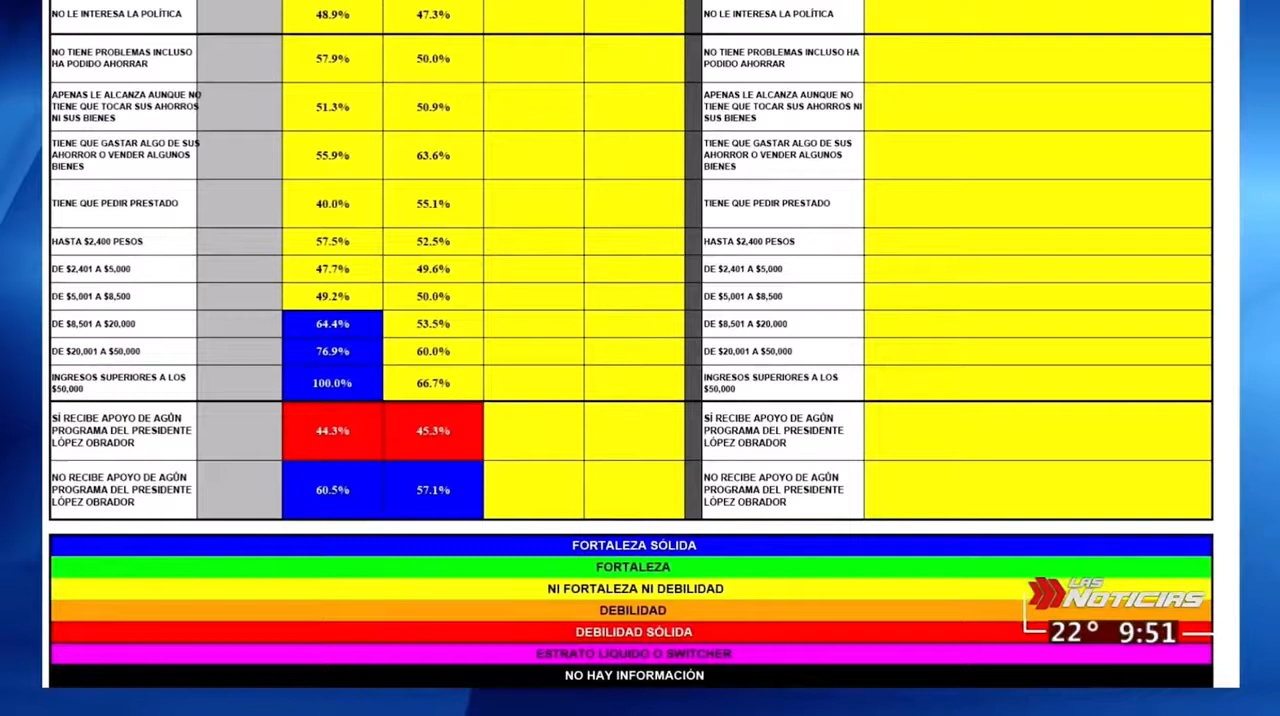 NO LE INTERESA LA POLÍTICA 48.9% 47.3% NO LE INTERESA LA POLÍTICA
NO TIENE PROBLEMAS INCLUSO
HA PODIDO AHORRAR
57.9% 50.0%
NO TIENE PROBLEMAS INCLUSO HA
PODIDO AHORRAR
APENAS LE ALCANZA AUNQUE NO
TIENE QUE TOCAR SUS AHORROS
NI SUS BIENES
51.3% 50.9%
APENAS LE ALCANZA AUNQUE NO
TIENE QUE TOCAR SUS AHORROS NI
SUS BIENES
TIENE QUE GASTAR ALGO DE SUS
AHORROR O VENDER ALGUNOS
BIENES
55.9% 63.6%
TIENE QUE GASTAR ALGO DE SUS
AHORROR O VENDER ALGUNOS
BIENES
TIENE QUE PEDIR PRESTADO 40.0% 55.1% TIENE QUE PEDIR PRESTADO
HASTA $2,400 PESOS 57.5% 52.5% HASTA $2,400 PESOS
DE $2,401 A $5,000 47.7% 49.6% DE $2,401 A $5,000
DE $5,001 A $8,500 49.2% 50.0% DE $5,001 A $8,500
DE $8,501 A $20,000 64.4% 53.5% DE $8,501 A $20,000
DE $20,001 A $50,000 76.9% 60.0% DE $20,001 A $50,000
INGRESOS SUPERIORES A LOS
$50,000
100.0% 66.7%
INGRESOS SUPERIORES A LOS
$50,000
SÍ RECIBE APOYO DE AGÚN
PROGRAMA DEL PRESIDENTE
LÓPEZ OBRADOR
44.3% 45.3%
SÍ RECIBE APOYO DE AGÚN
PROGRAMA DEL PRESIDENTE
LÓPEZ OBRADOR
NO RECIBE APOYO DE AGÚN
PROGRAMA DEL PRESIDENTE
LÓPEZ OBRADOR
60.5% 57.1%
NO RECIBE APOYO DE AGÚN
PROGRAMA DEL PRESIDENTE
LÓPEZ OBRADOR
FORTALEZA SÓLIDA
FORTALEZA
NI FORTALEZA NI DEBILIDAD
DEBILIDAD
DEBILIDAD SÓLIDA
ESTRATO LIQUIDO O SWITCHER
NO HAY INFORMACIÓN
LAS
NOTICIAS
22° 9:51